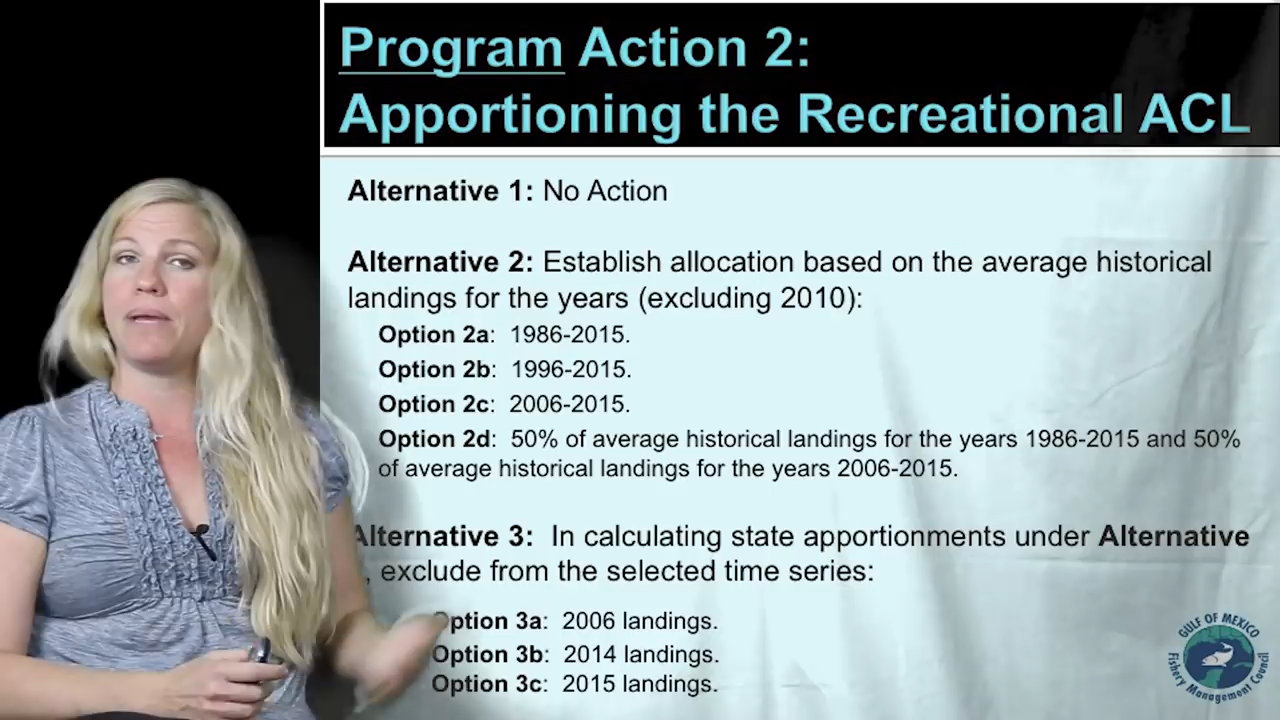 Program Action 2:
Apportioning the Recreational ACL
Alternative 1: No Action
Alternative 2: Establish allocation based on the average historical
landings for the years (excluding 2010):
Option 2a: 1986-2015.
Option 2b: 1996-2015.
Option 2c: 2006-2015.
Option 2d: 50% of average historical landings for the years 1986-2015 and 50%
of average historical landings for the years 2006-2015.
Alternative 3: In calculating state apportionments under Alternative
, exclude from the selected time series:
Option 3a: 2006 landings.
Option 3b: 2014 landings.
Option 3c: 2015 landings.
GULF OF MEXICO
Fishery Management Council